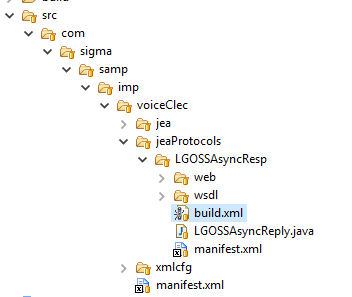 src
com
sigma
samp
imp
voiceClec
jea
jeaProtocols
LGOSSAsyncResp
web
wsdl
build.xml
LGOSSAsyncReply.java
manifest.xml
xmlcfg
manifest.xml